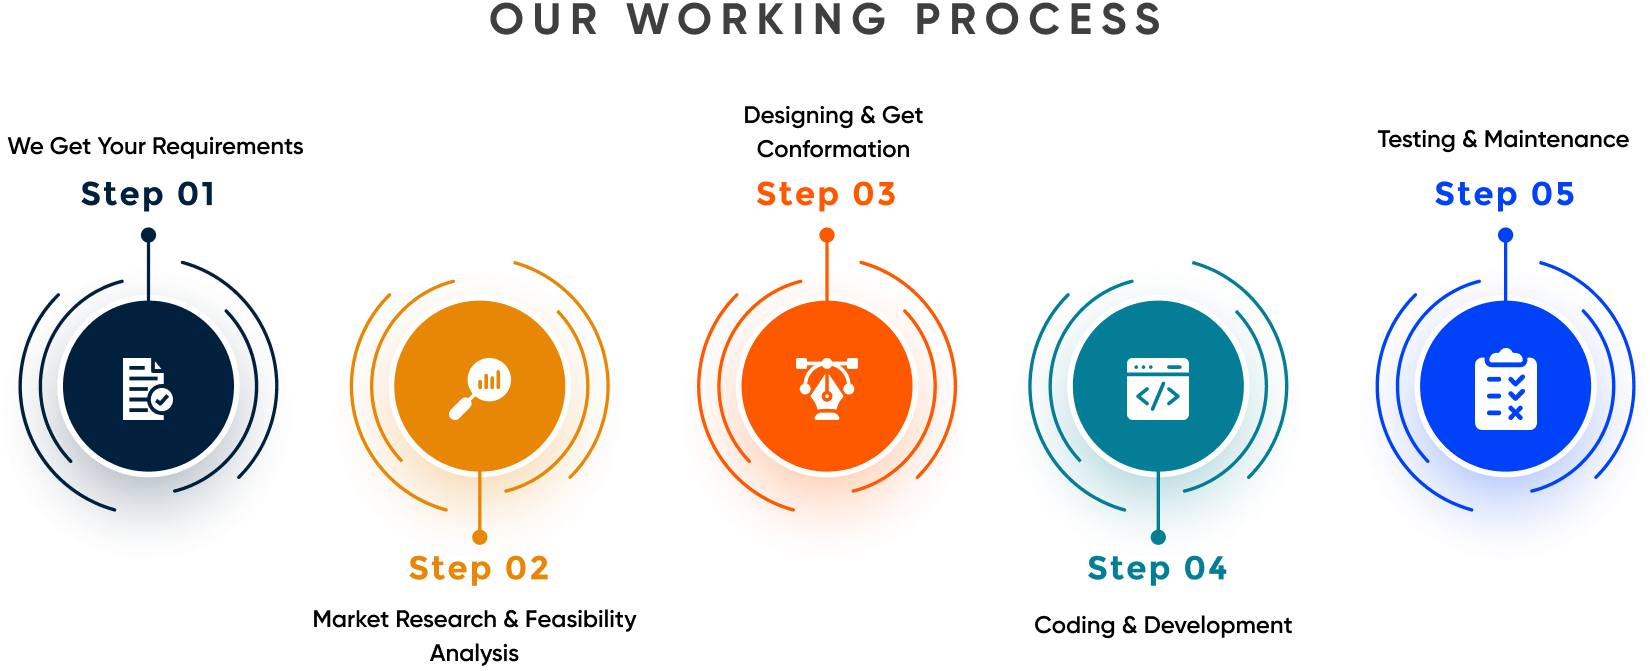 OUR WORKING PROCESS
We Get Your Requirements
Step 01
Step 02
Market Research & Feasibility
Analysis
Designing & Get
Conformation
Step 03
Step 04
Coding & Development
Testing & Maintenance
Step 05